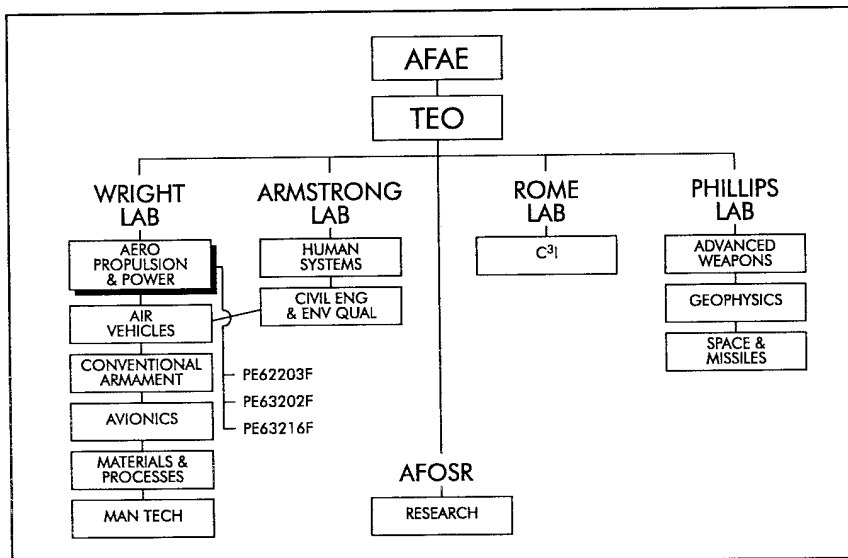 AFAE
TEO
WRIGHT
LAB
AERO
PROPULSION
& POWER
AIR
VEHICLES
CONVENTIONAL
ARMAMENT
AVIONICS
MATERIALS &
PROCESSES
MAN TECH
PE62203F
PE63202F
PE63216F
ARMSTRONG
LAB
HUMAN
SYSTEMS
CIVIL ENG
& ENV QUAL
AFOSR
RESEARCH
ROME
LAB
C³I
PHILLIPS
LAB
ADVANCED
WEAPONS
GEOPHYSICS
SPACE &
MISSILES